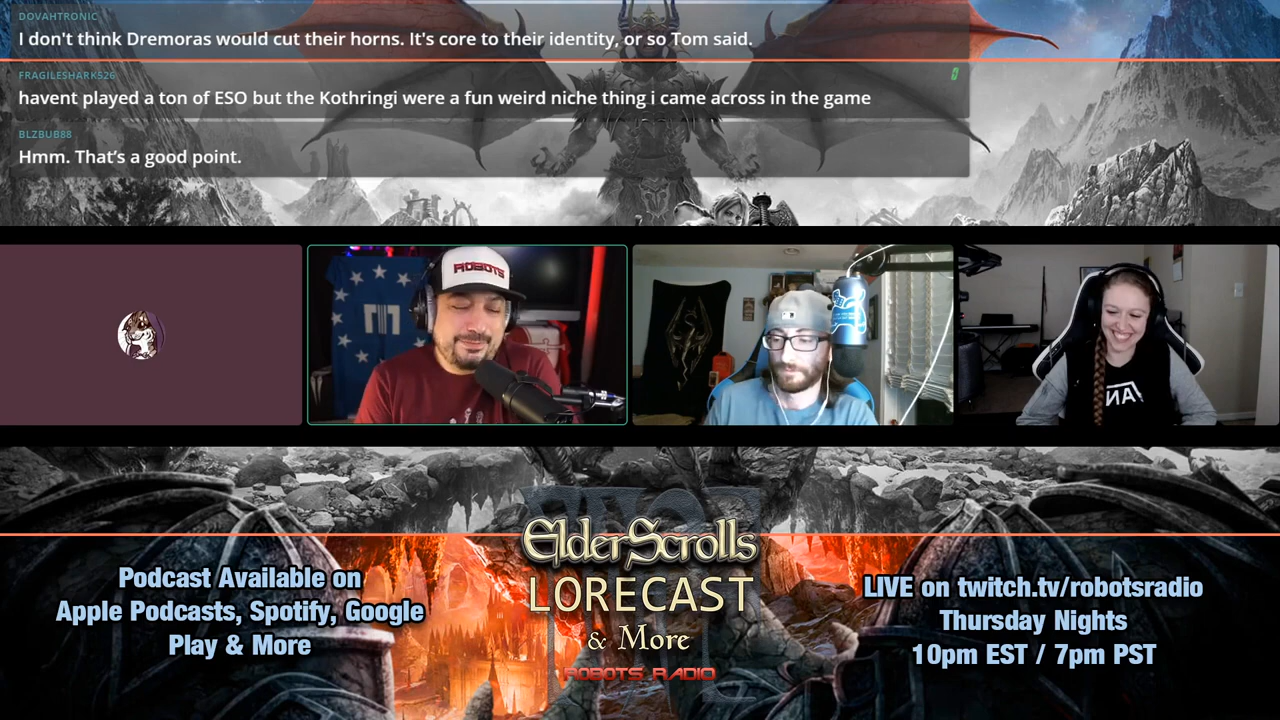 DOVAHTRONIC
I don't think Dremoras would cut their horns. It's core to their identity, or so Tom said.
FRAGILESHARK526
havent played a ton of ESO but the Kothringi were a fun weird niche thing i came across in the game
BLZBUB88
Hmm. That's a good point.
ROBOTS
Podcast Available on
Apple Podcasts, Spotify, Google
Play & More
ElderScrolls
LORECAST
& More
ROBOTS RADIO
LIVE on twitch.tv/robotsradio
Thursday Nights
10pm EST / 7pm PST